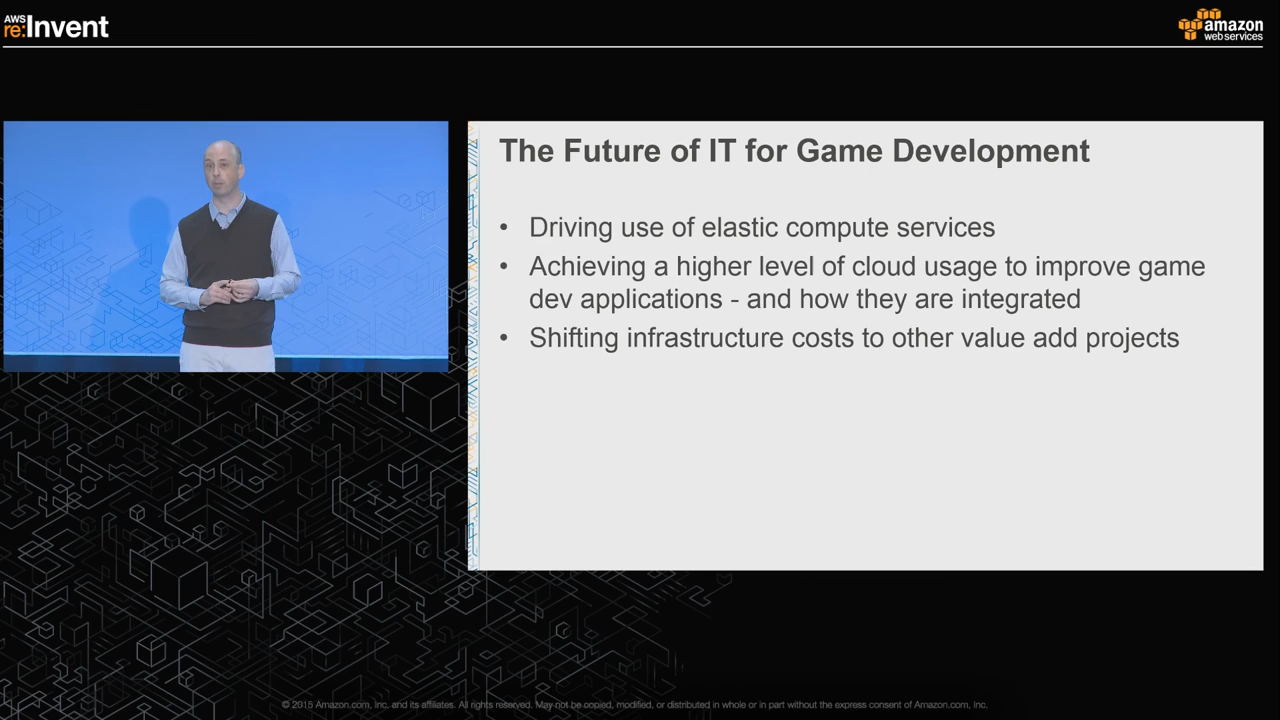 AWS
re:Invent
amazon
web services
The Future of IT for Game Development
• Driving use of elastic compute services
• Achieving a higher level of cloud usage to improve game
dev applications - and how they are integrated
• Shifting infrastructure costs to other value add projects
© 2015 Amazon.com, Inc. and its affiliates. All rights reserved. May not be copied, modified, or distributed in whole or in part without the express consent of Amazon.com, Inc.